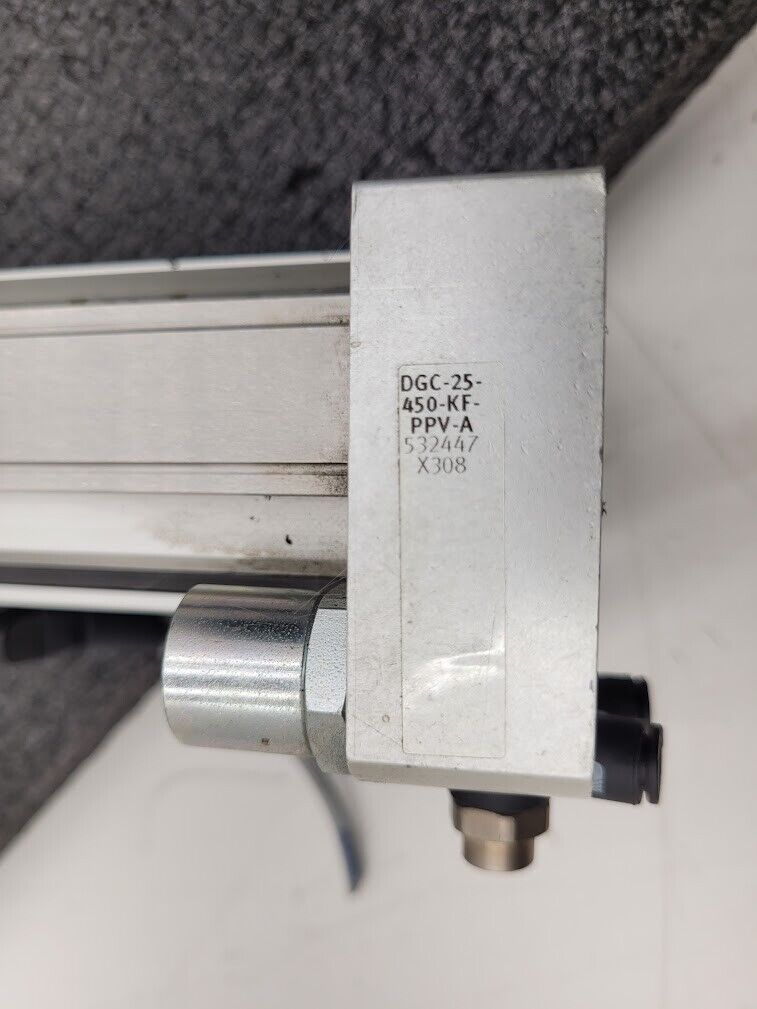 DGC-25-
450-KF-
PPV-A
532447
X308